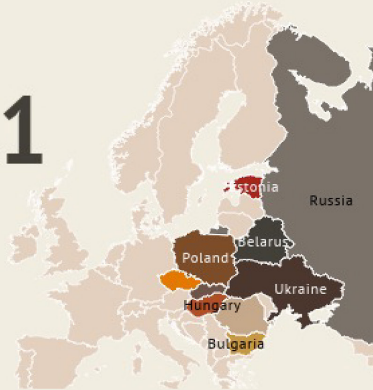 1
Estonia
Russia
Belarus
Poland
Ukraine
Hungary
Bulgaria